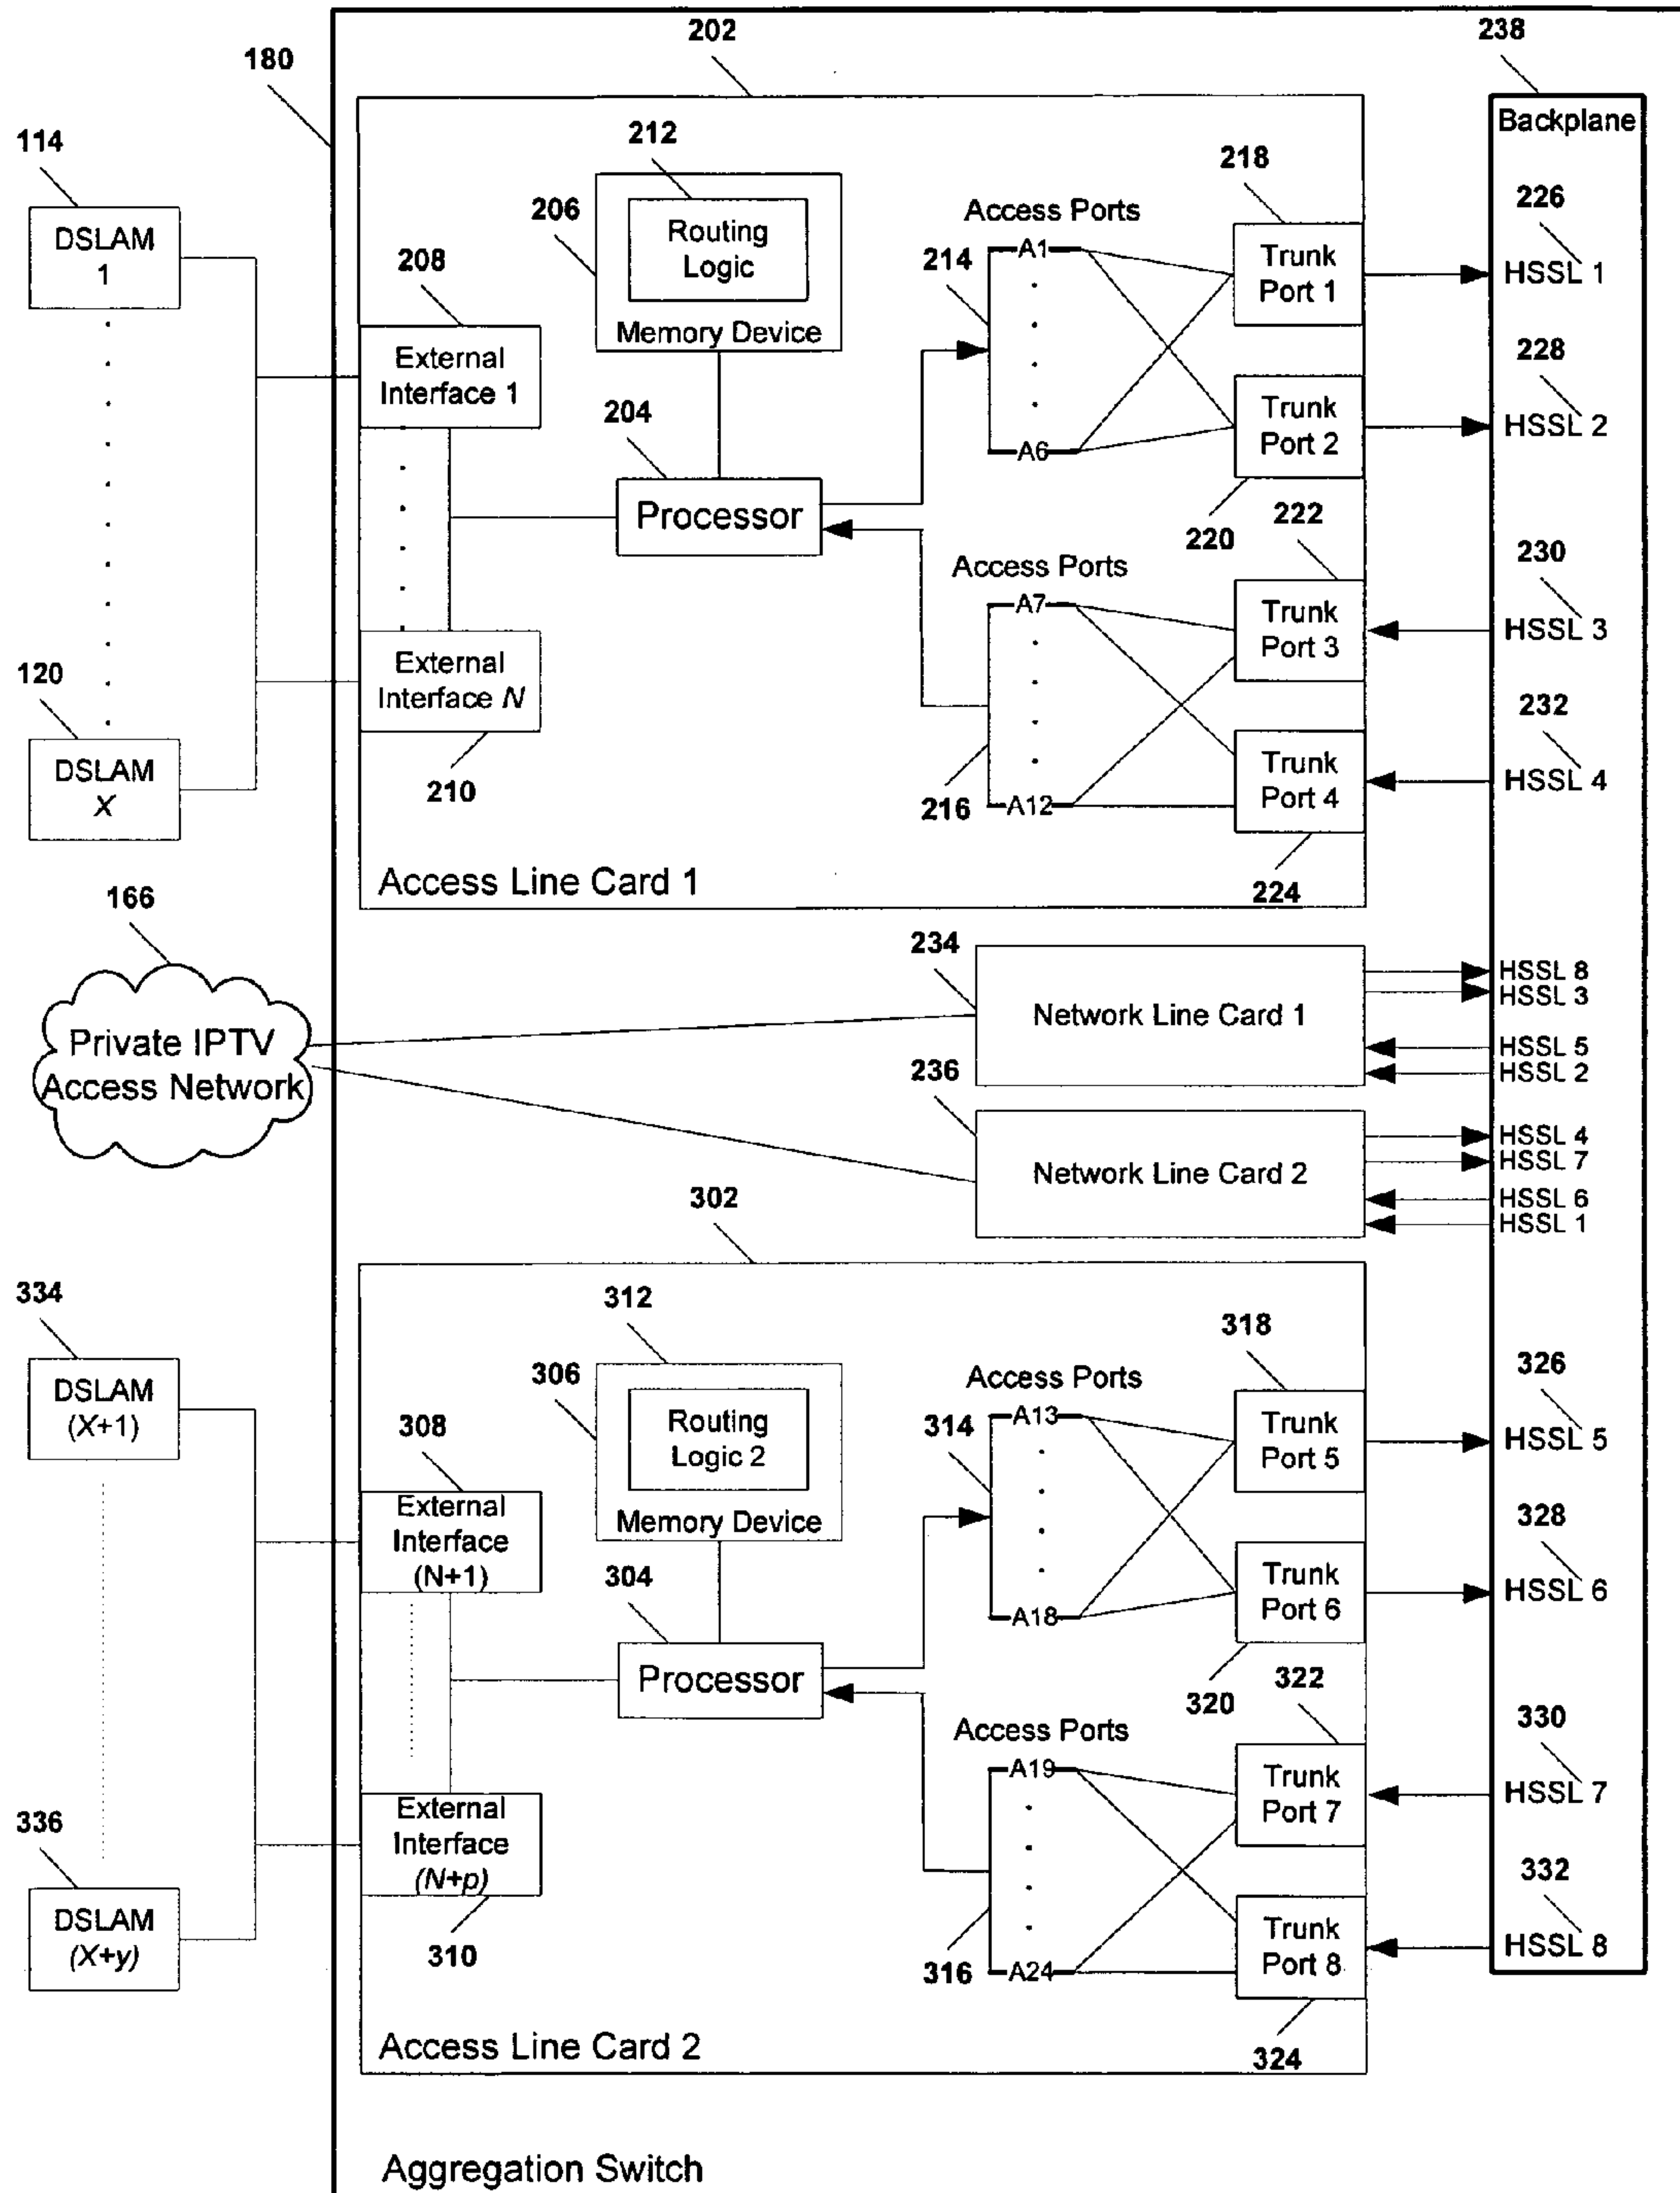 202
238
180
Backplane
114
212
218
DSLAM
1
206
Routing
Logic
Access Ports
226
208
214
A1
Trunk
Port 1
HSSL 1
Memory Device
External
Interface 1
228
204
Trunk
Port 2
HSSL 2
A6
Processor
222
220
230
Access Ports
A7
Trunk
Port 3
HSSL 3
120
External
Interface N
232
DSLAM
X
210
216
Trunk
Port 4
HSSL 4
A12
Access Line Card 1
224
166
234
HSSL 8
HSSL 3
Network Line Card 1
Private IPTV
Access Network
HSSL 5
HSSL 2
236
HSSL 4
HSSL 7
Network Line Card 2
302
HSSL 6
HSSL 1
334
312
318
326
306
Access Ports
DSLAM
(X+1)
308
Routing
Logic 2
314
A13
Trunk
Port 5
HSSL 5
External
Interface
(N+1)
Memory Device
328
304
Trunk
Port 6
HSSL 6
A18
Processor
322
320
330
Access Ports
A19
Trunk
Port 7
HSSL 7
336
External
Interface
(N+p)
332
DSLAM
(X+y)
310
316
Trunk
Port 8
HSSL 8
A24
Access Line Card 2
324
Aggregation Switch